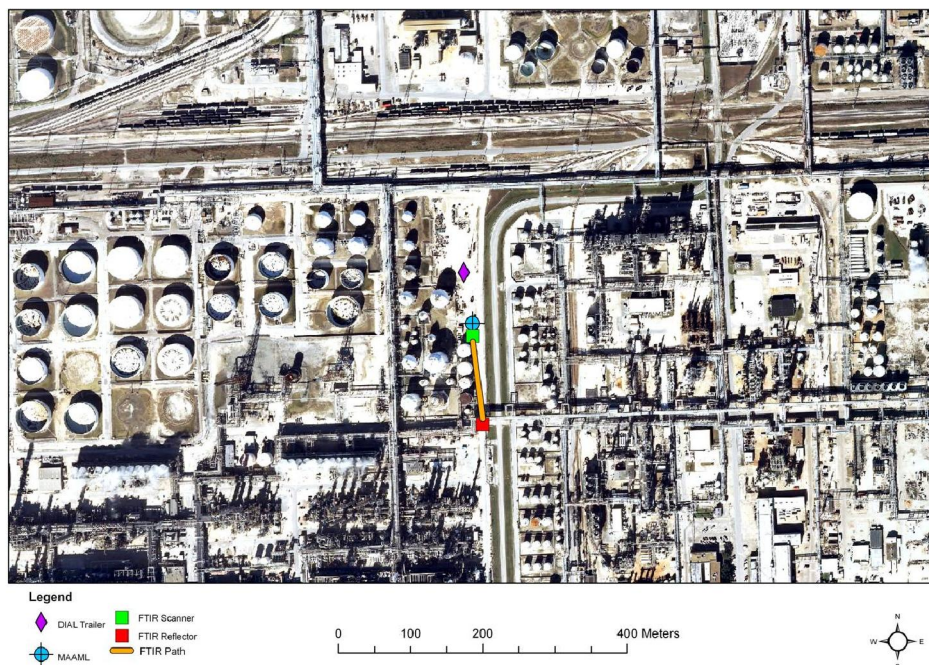 Legend
DIAL Trailer
MAAML
FTIR Scanner
FTIR Reflector
FTIR Path
0 100 200 400 Meters
N
W E